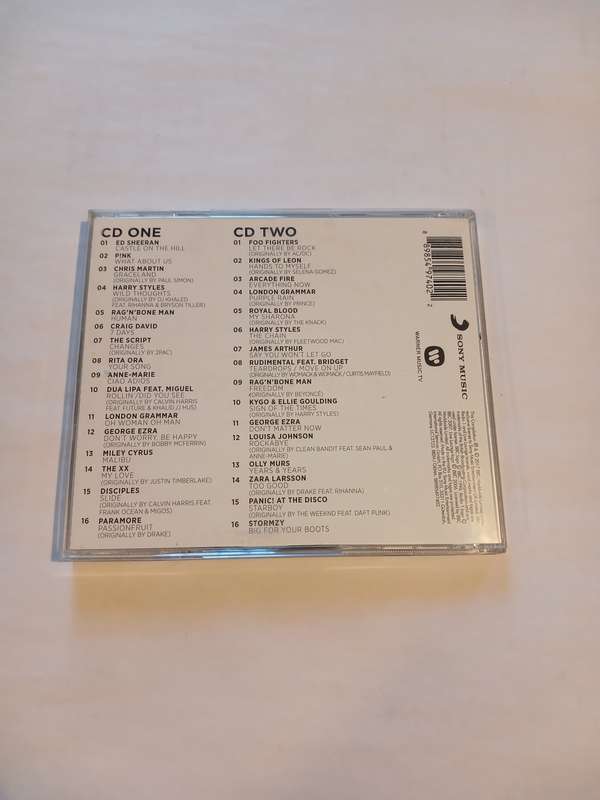 CD ONE
01 ED SHEERAN
CASTLE ON THE HILL
02 P!NK
WHAT ABOUT US
03 CHRIS MARTIN
GRACELAND
(ORIGINALLY BY PAUL SIMON)
04 HARRY STYLES
WILD THOUGHTS
(ORIGINALLY BY DJ KHALED
FEAT. RIHANNA & BRYSON TILLER)
05 RAG'N'BONE MAN
HUMAN
06 CRAIG DAVID
7 DAYS
07 THE SCRIPT
CHANGES
(ORIGINALLY BY 2PAC)
08 RITA ORA
YOUR SONG
09 ANNE-MARIE
CIAO ADIOS
10 DUA LIPA FEAT. MIGUEL
ROLLIN'/DID YOU SEE
(ORIGINALLY BY CALVIN HARRIS
FEAT. FUTURE & KHALID // J HUS)
11 LONDON GRAMMAR
OH WOMAN OH MAN
12 GEORGE EZRA
DON'T WORRY, BE HAPPY
(ORIGINALLY BY BOBBY MCFERRIN)
13 MILEY CYRUS
MALIBU
14 THE XX
MY LOVE
(ORIGINALLY BY JUSTIN TIMBERLAKE)
15 DISCIPLES
SLIDE
(ORIGINALLY BY CALVIN HARRIS FEAT.
FRANK OCEAN & MIGOS)
16 PARAMORE
PASSIONFRUIT
(ORIGINALLY BY DRAKE)
CD TWO
01 FOO FIGHTERS
LET THERE BE ROCK
(ORIGINALLY BY AC/DC)
02 KINGS OF LEON
HANDS TO MYSELF
(ORIGINALLY BY SELENA GOMEZ)
03 ARCADE FIRE
EVERYTHING NOW
04 LONDON GRAMMAR
PURPLE RAIN
(ORIGINALLY BY PRINCE)
05 ROYAL BLOOD
MY SHARONA
(ORIGINALLY BY THE KNACK)
06 HARRY STYLES
THE CHAIN
(ORIGINALLY BY FLEETWOOD MAC)
07 JAMES ARTHUR
SAY YOU WON'T LET GO
08 RUDIMENTAL FEAT. BRIDGET
TEARDROPS / MOVE ON UP
(ORIGINALLY BY WOMACK & WOMACK / CURTIS MAYFIELD)
09 RAG'N'BONE MAN
FREEDOM
(ORIGINALLY BY BEYONCÉ)
10 KYGO & ELLIE GOULDING
SIGN OF THE TIMES
(ORIGINALLY BY HARRY STYLES)
11 GEORGE EZRA
DON'T MATTER NOW
12 LOUISA JOHNSON
ROCKABYE
(ORIGINALLY BY CLEAN BANDIT FEAT. SEAN PAUL &
ANNE-MARIE)
13 OLLY MURS
YEARS & YEARS
14 ZARA LARSSON
TOO GOOD
(ORIGINALLY BY DRAKE FEAT. RIHANNA)
15 PANIC! AT THE DISCO
STARBOY
(ORIGINALLY BY THE WEEKND FEAT. DAFT PUNK)
16 STORMZY
BIG FOR YOUR BOOTS
8 89854 97402 2
WARNER MUSIC TV
SONY MUSIC